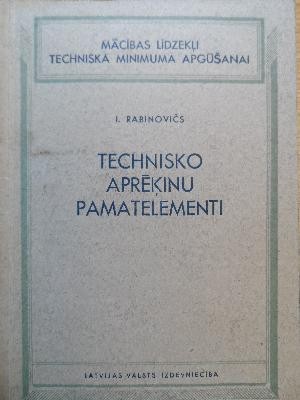 MĀCĪBAS LĪDZEKĻI
TECHNISKĀ MINIMUMA APGŪŠANAI
I. RABINOVIČS
TECHNISKO
APRĒĶINU
PAMATELEMENTI
LATVIJAS VALSTS IZDEVNIECĪBA